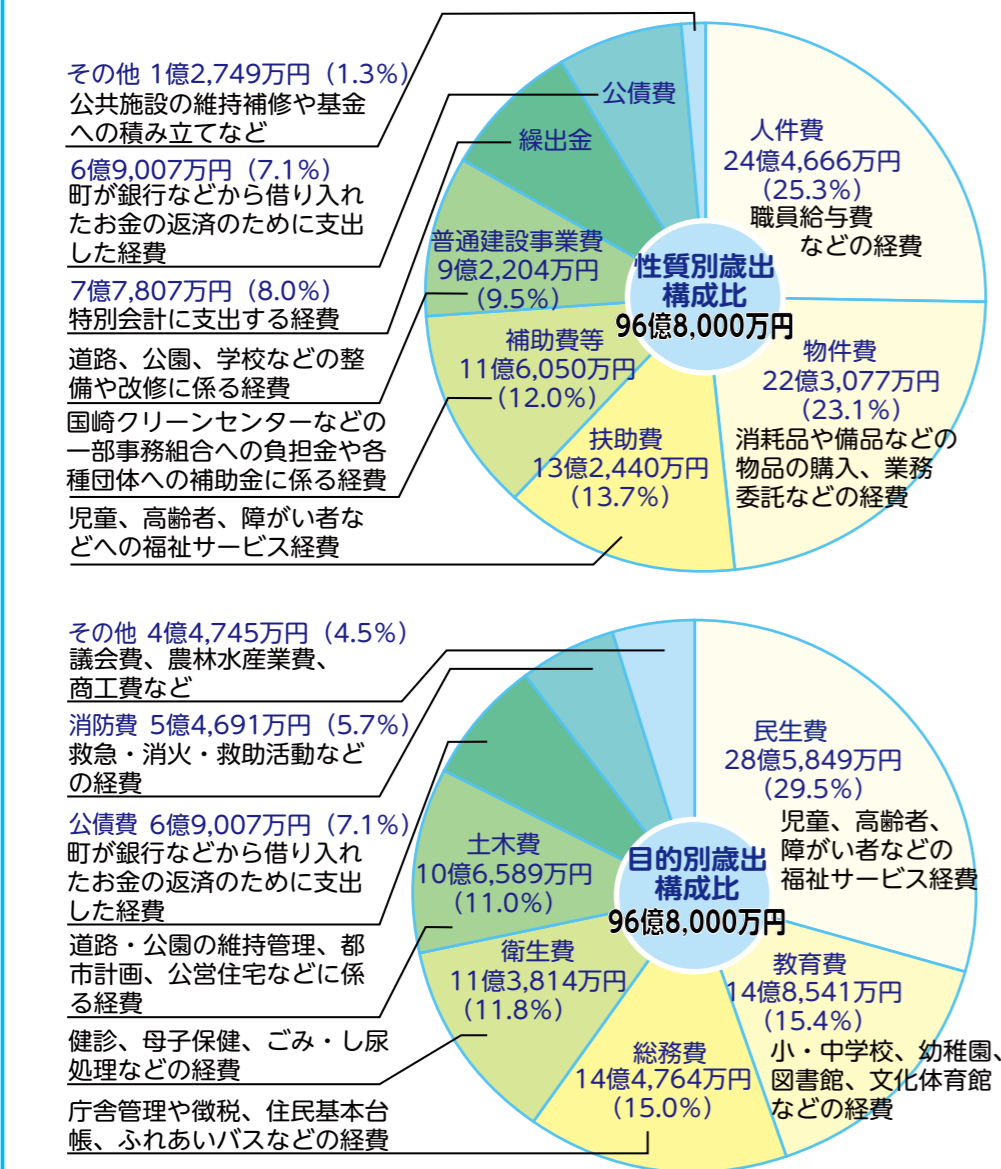 その他 1億2,749万円（1.3%）
公共施設の維持補修や基金
への積み立てなど
6億9,007万円（7.1%）
町が銀行などから借り入れ
たお金の返済のために支出
した経費
7億7,807万円（8.0%）
特別会計に支出する経費
道路、公園、学校などの整
備や改修に係る経費
国崎クリーンセンターなどの
一部事務組合への負担金や各
種団体への補助金に係る経費
児童、高齢者、障がい者な
どへの福祉サービス経費
公債費
繰出金
普通建設事業費
9億2,204万円
（9.5%）
補助費等
11億6,050万円
（12.0%）
扶助費
13億2,440万円
（13.7%）
人件費
24億4,666万円
（25.3%）
職員給与費
などの経費
物件費
22億3,077万円
（23.1%）
消耗品や備品などの
物品の購入、業務
委託などの経費
性質別歳出
構成比
96億8,000万円
その他 4億4,745万円（4.5%）
議会費、農林水産業費、
商工費など
消防費 5億4,691万円（5.7%）
救急・消火・救助活動など
の経費
公債費 6億9,007万円（7.1%）
町が銀行などから借り入れ
たお金の返済のために支出
した経費
道路・公園の維持管理、都
市計画、公営住宅などに係
る経費
健診、母子保健、ごみ・し尿
処理などの経費
庁舎管理や徴税、住民基本台
帳、ふれあいバスなどの経費
土木費
10億6,589万円
（11.0%）
衛生費
11億3,814万円
（11.8%）
総務費
14億4,764万円
（15.0%）
民生費
28億5,849万円
（29.5%）
児童、高齢者、
障がい者などの
福祉サービス経費
教育費
14億8,541万円
（15.4%）
小・中学校、幼稚園、
図書館、文化体育館
などの経費
目的別歳出
構成比
96億8,000万円